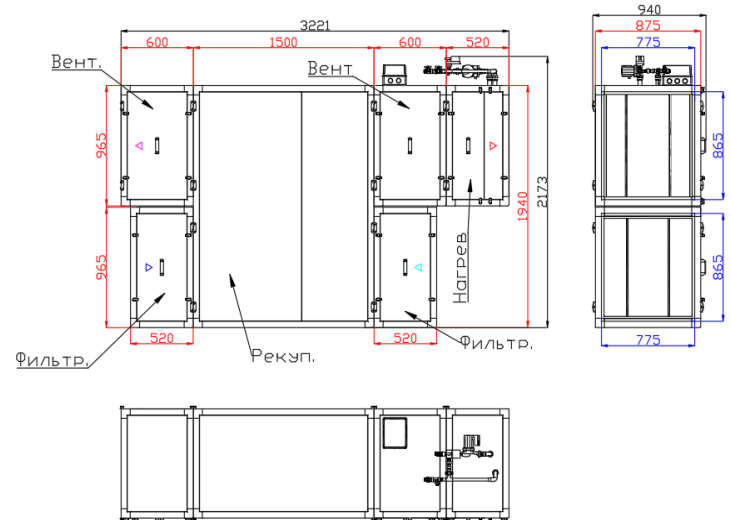 3221
940
600
1500
600
520
875
775
Вент.
Вент
965
865
1940
2173
Нагрев
965
865
520
520
775
Фильтр.
Рекуп.
Фильтр.